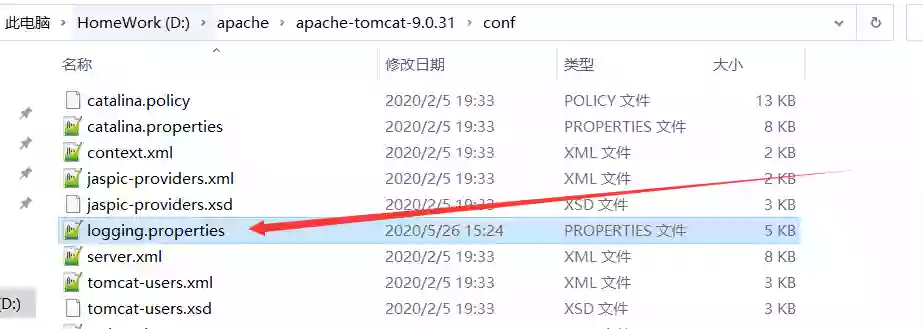 此电脑 > HomeWork (D:) > apache > apache-tomcat-9.0.31 > conf
名称 修改日期 类型 大小
catalina.policy 2020/2/5 19:33 POLICY 文件 13 KB
catalina.properties 2020/2/5 19:33 PROPERTIES 文件 8 KB
context.xml 2020/2/5 19:33 XML 文件 2 KB
jaspic-providers.xml 2020/2/5 19:33 XML 文件 2 KB
jaspic-providers.xsd 2020/2/5 19:33 XSD 文件 3 KB
logging.properties 2020/5/26 15:24 PROPERTIES 文件 5 KB
server.xml 2020/2/5 19:33 XML 文件 8 KB
tomcat-users.xml 2020/2/5 19:33 XML 文件 3 KB
(D:)
tomcat-users.xsd 2020/2/5 19:33 XSD 文件 3 KB